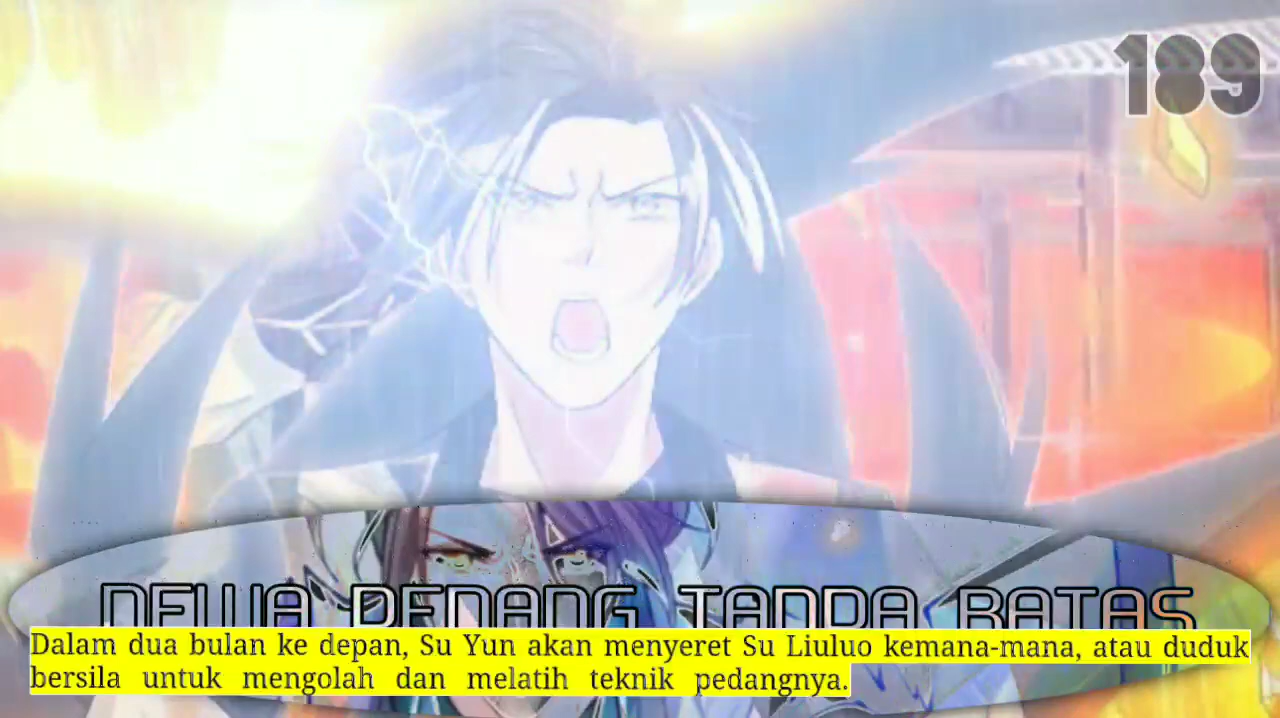 189
DEWA PEDANG TANPA BATAS
Dalam dua bulan ke depan, Su Yun akan menyeret Su Liuluo kemana-mana, atau duduk
bersila untuk mengolah dan melatih teknik pedangnya.